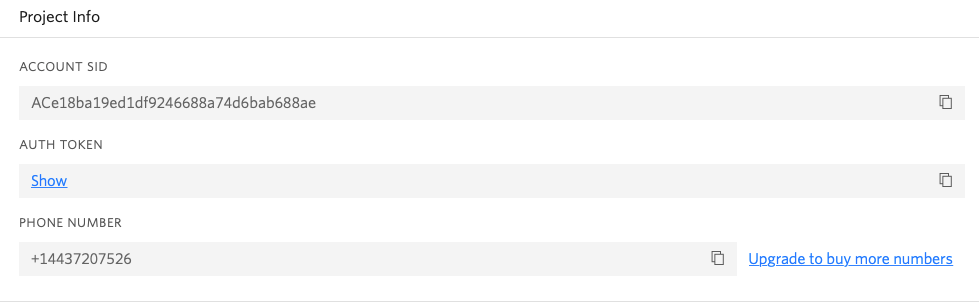 Project Info
ACCOUNT SID
ACe18ba19ed1df9246688a74d6bab688ae
AUTH TOKEN
Show
PHONE NUMBER
+14437207526 Upgrade to buy more numbers